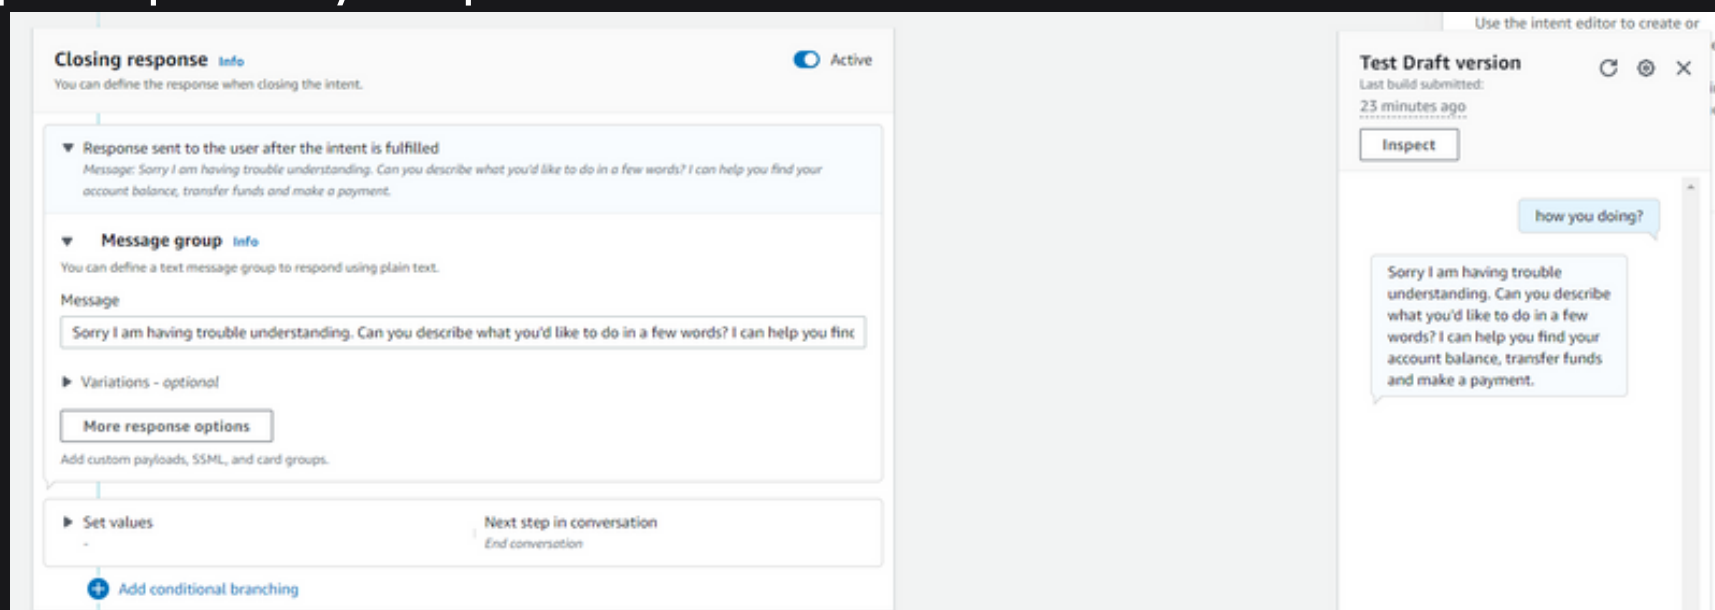 Use the intent editor to create or
Closing response Info
Active
You can define the response when closing the intent.
Response sent to the user after the intent is fulfilled
Message: Sorry I am having trouble understanding. Can you describe what you'd like to do in a few words? I can help you find your
account balance, transfer funds and make a payment.
Message group Info
You can define a text message group to respond using plain text.
Message
Sorry I am having trouble understanding. Can you describe what you'd like to do in a few words? I can help you find
Variations - optional
More response options
Add custom payloads, SSML, and card groups.
Set values
-
Next step in conversation
End conversation
Add conditional branching
Test Draft version
Last build submitted:
23 minutes ago
Inspect
how you doing?
Sorry I am having trouble
understanding. Can you describe
what you'd like to do in a few
words? I can help you find your
account balance, transfer funds
and make a payment.